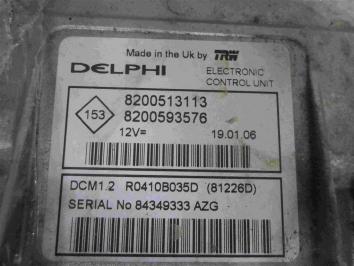 Made in the Uk by TRW
DELPHI ELECTRONIC
CONTROL UNIT
153
8200513113
8200593576
12V= 19.01.06
DCM1.2 R0410B035D (81226D)
SERIAL No 84349333 AZG